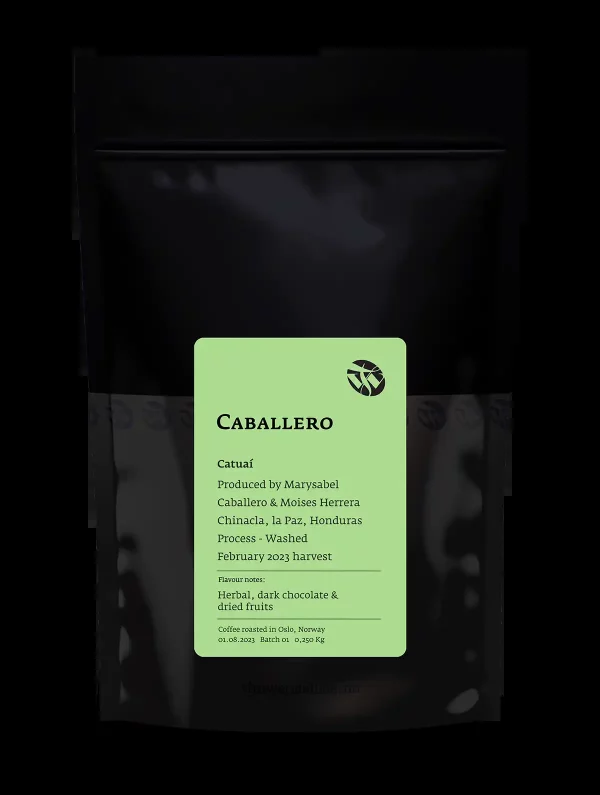 Caballero
Catuaí
Produced by Marysabel
Caballero & Moises Herrera
Chinacla, la Paz, Honduras
Process - Washed
February 2023 harvest
Flavour notes:
Herbal, dark chocolate &
dried fruits
Coffee roasted in Oslo, Norway
01.08.2023 Batch 01 0,250 Kg